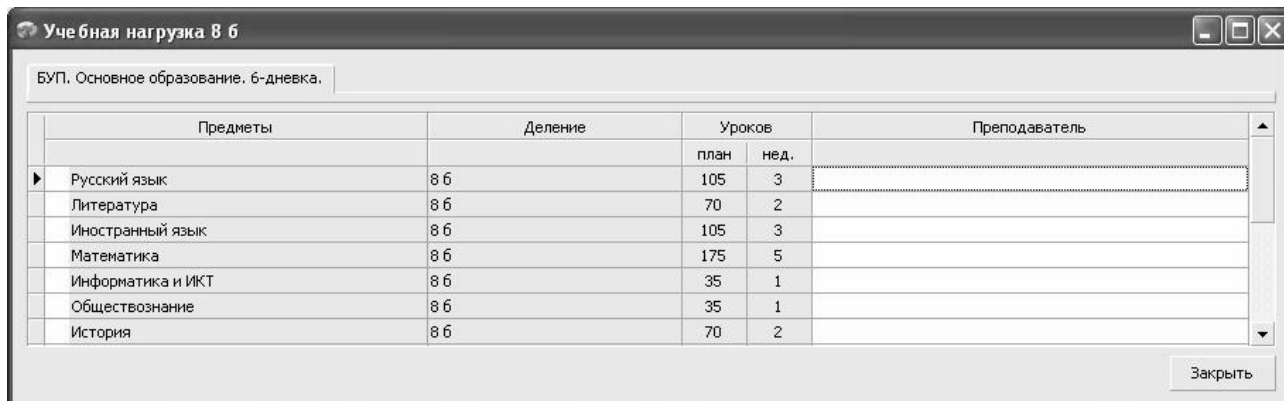 Учебная нагрузка 8 б
БУП. Основное образование. 6-дневка.
Предметы Деление Уроков Преподаватель
план нед.
Русский язык 8 б 105 3
Литература 8 б 70 2
Иностранный язык 8 б 105 3
Математика 8 б 175 5
Информатика и ИКТ 8 б 35 1
Обществознание 8 б 35 1
История 8 б 70 2
Закрыть